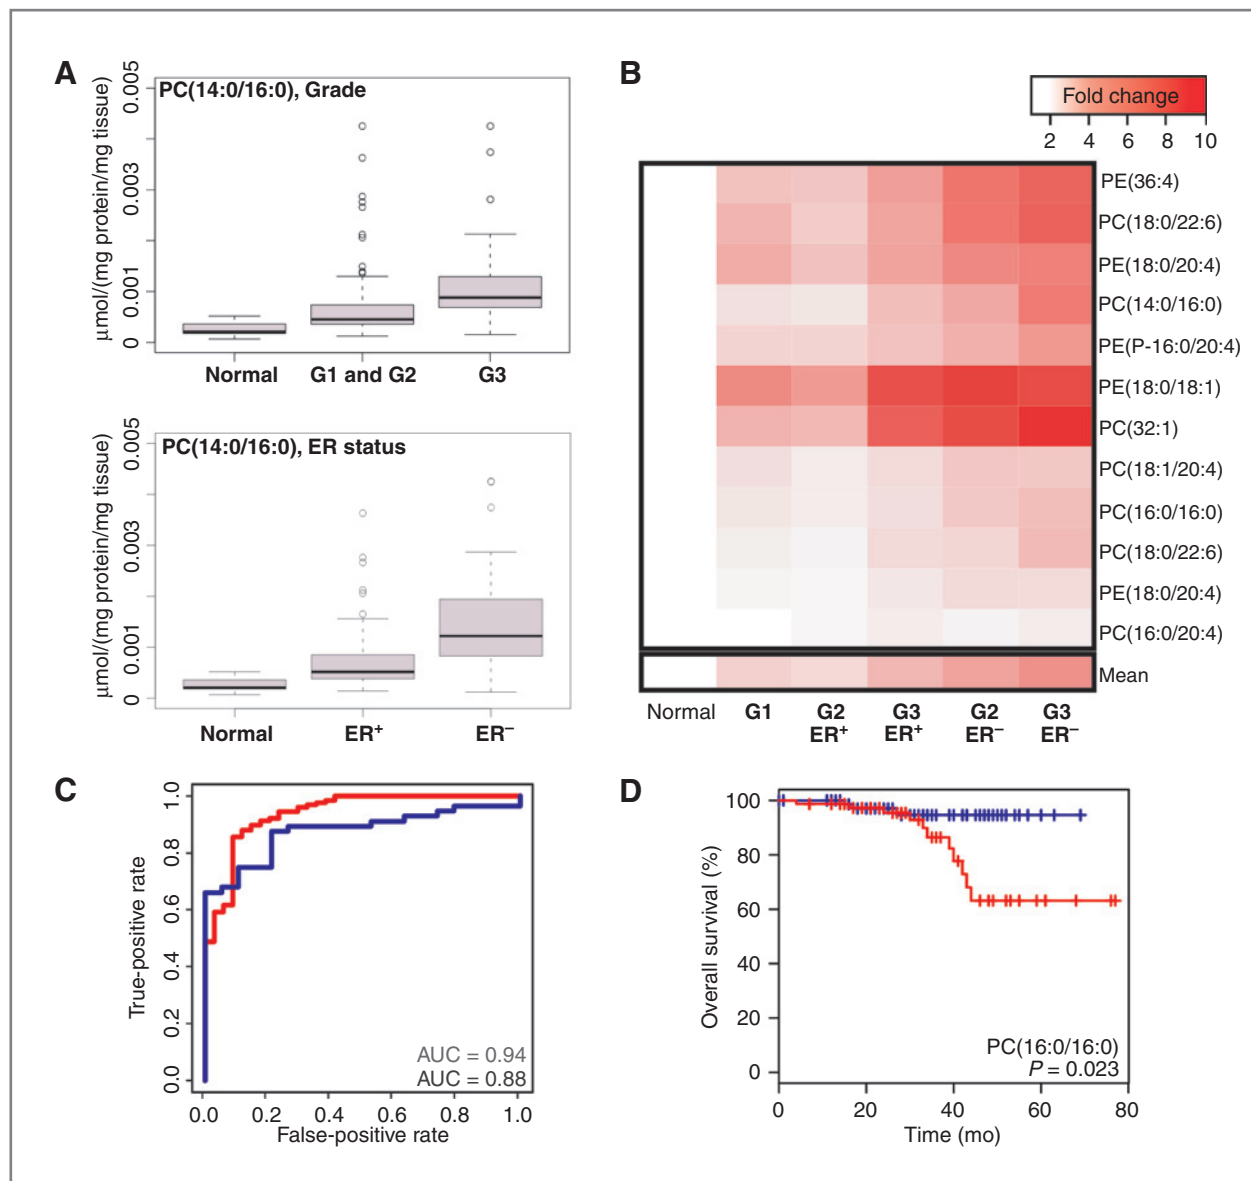 A
PC(14:0/16:0), Grade
µmol/(mg protein/mg tissue)
0.005
0.003
0.001
0
Normal G1 and G2 G3
PC(14:0/16:0), ER status
µmol/(mg protein/mg tissue)
0.005
0.003
0.001
0
Normal ER+ ER−
B
Fold change
2 4 6 8 10
PE(36:4)
PC(18:0/22:6)
PE(18:0/20:4)
PC(14:0/16:0)
PE(P-16:0/20:4)
PE(18:0/18:1)
PC(32:1)
PC(18:1/20:4)
PC(16:0/16:0)
PC(18:0/22:6)
PE(18:0/20:4)
PC(16:0/20:4)
Mean
Normal G1 G2 G3 G2 G3
ER+ ER+ ER− ER−
C
True-positive rate
1.0
0.8
0.6
0.4
0.2
0.0
AUC = 0.94
AUC = 0.88
0.0 0.2 0.4 0.6 0.8 1.0
False-positive rate
D
Overall survival (%)
100
80
60
40
20
0
PC(16:0/16:0)
P = 0.023
0 20 40 60 80
Time (mo)